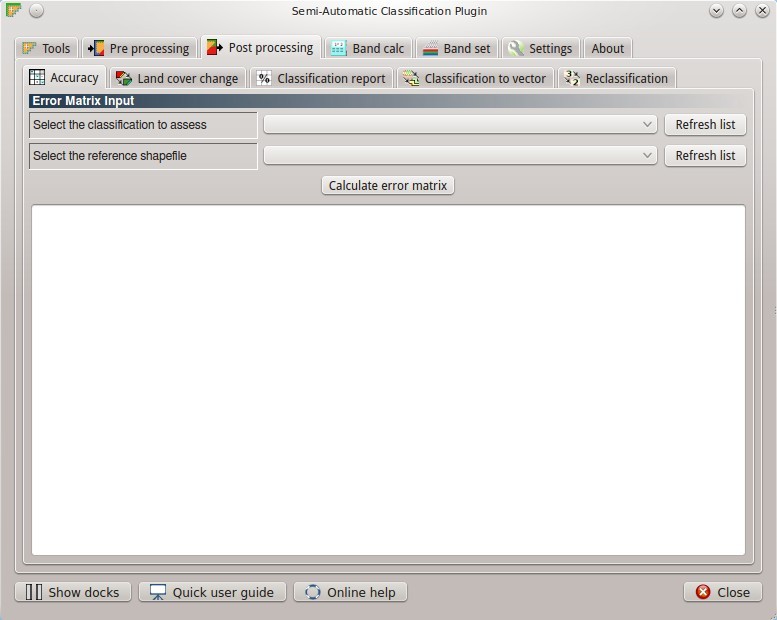 Semi-Automatic Classification Plugin
Tools Pre processing Post processing Band calc Band set Settings About
Accuracy Land cover change Classification report Classification to vector Reclassification
Error Matrix Input
Select the classification to assess Refresh list
Select the reference shapefile Refresh list
Calculate error matrix
Show docks Quick user guide Online help Close